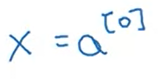 x = a^[0]